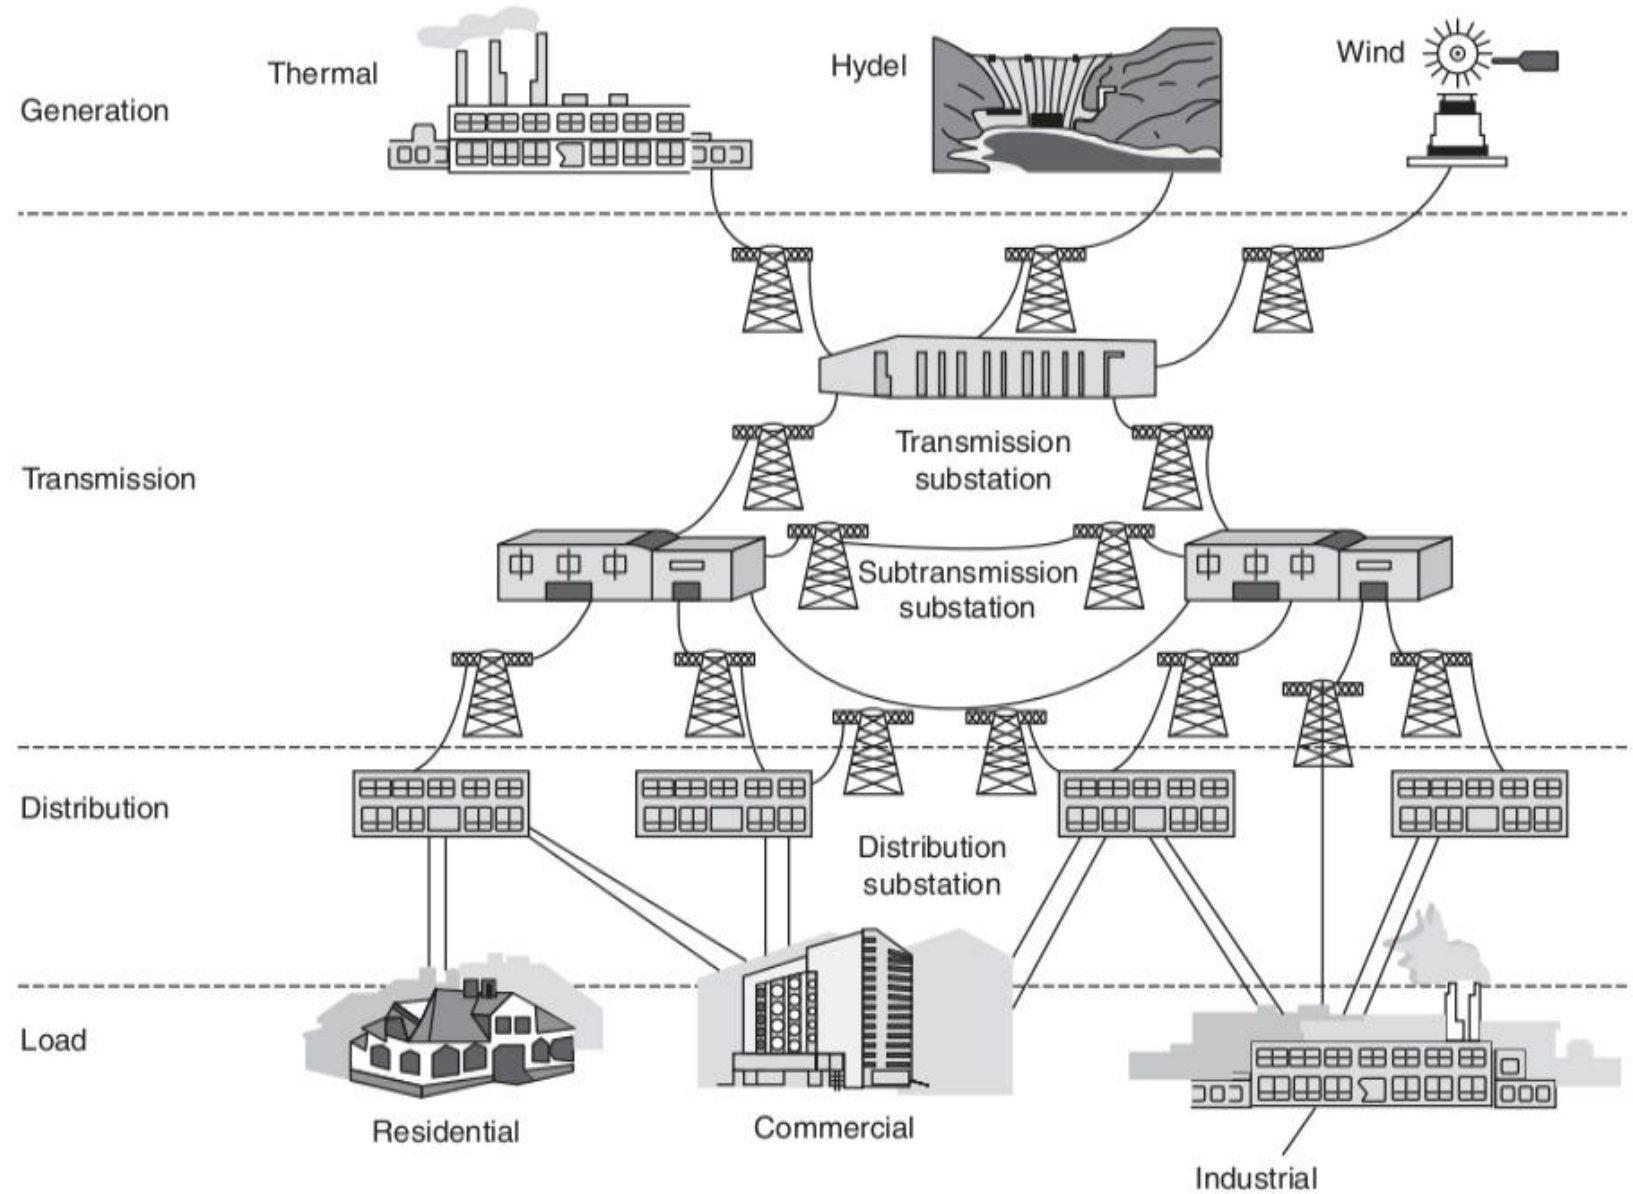 Thermal
Hydel
Wind
Generation
Transmission
substation
Transmission
Subtransmission
substation
Distribution
Distribution
substation
Load
Residential
Commercial
Industrial